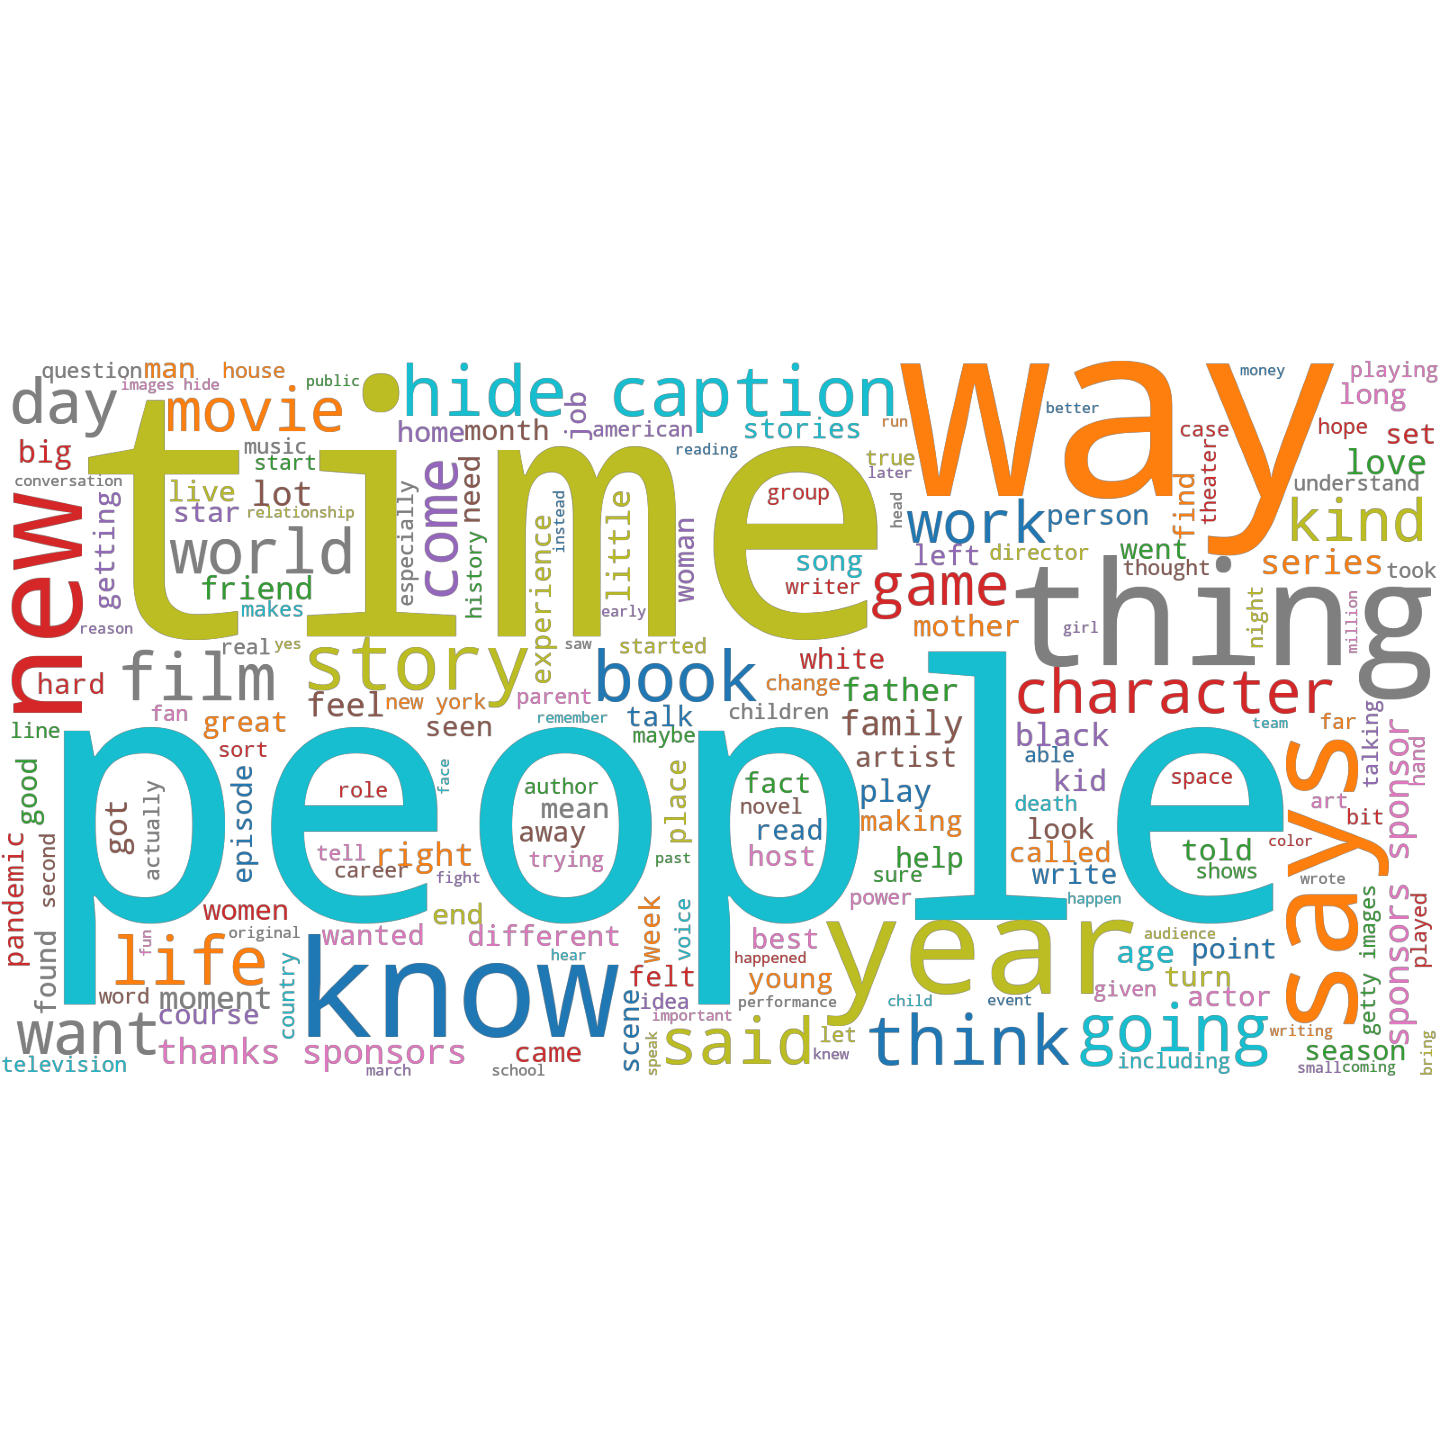 question
man
house
images hide
public
day
movie
hide caption
way
money
playing
long
better
big
music
home
month
job
american
stories
run
case
hope
set
start
reading
true
later
theater
love
conversation
new
getting
live
star
lot
relationship
time
come
need
especially
history
instead
little
experience
group
head
work
person
find
understand
kind
world
friend
makes
woman
song
writer
early
left
director
went
thought
series
took
game
thing
reason
real
yes
saw
started
mother
girl
night
million
hard
film
story
book
white
change
father
character
fan
great
feel
new york
parent
remember
talk
maybe
children
family
black
team
far
line
sort
seen
artist
able
talking
hand
good
got
actually
episode
role
face
people
author
mean
away
trying
place
past
fact
novel
read
host
play
making
help
sure
kid
death
look
called
write
space
told
shows
color
art
bit
says
sponsors sponsor
pandemic
second
tell
career
right
fight
power
happen
wrote
found
women
original
fun
life
end
wanted
different
hear
know
week
voice
best
happened
year
audience
age
point
getty images
played
word
moment
country
felt
idea
young
performance
child
event
given
turn
actor
want
course
scene
important
said
let
think
going
writing
season
television
thanks sponsors
march
came
school
speak
knew
including
small
coming
bring